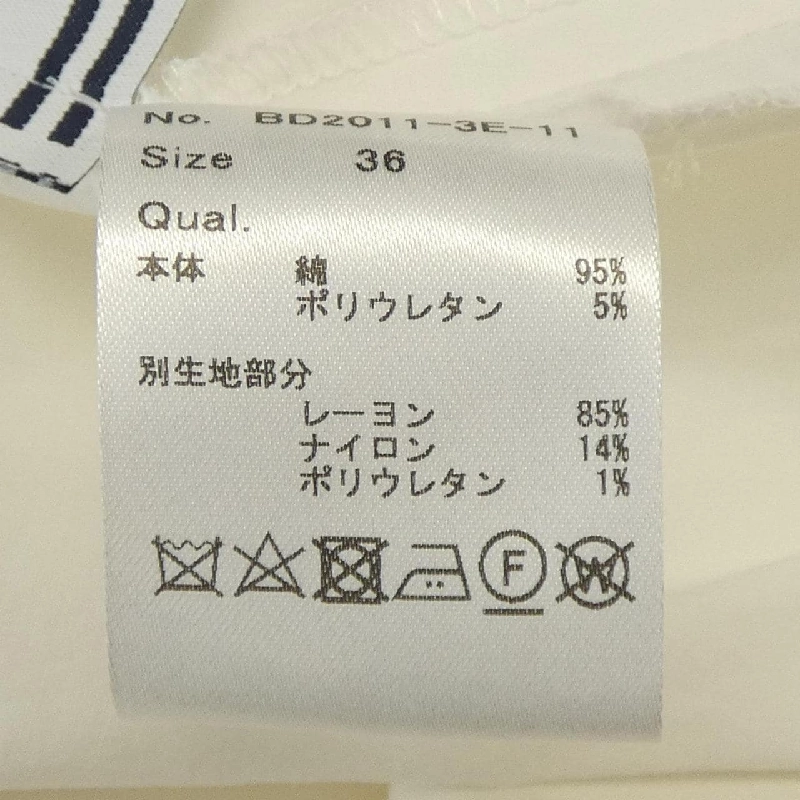 No. BD2011-3E-11
Size 36
Qual.
本体 綿 95%
ポリウレタン 5%
別生地部分
レーヨン 85%
ナイロン 14%
ポリウレタン 1%
F W